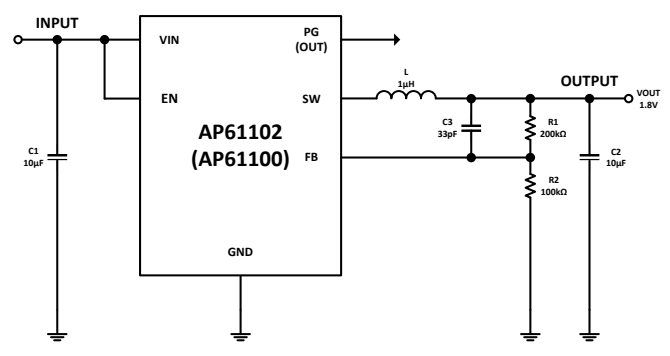 INPUT
VIN
EN
PG
(OUT)
SW
FB
GND
AP61102
(AP61100)
L
1µH
OUTPUT
VOUT
1.8V
C1
10µF
C3
33pF
R1
200kΩ
R2
100kΩ
C2
10µF